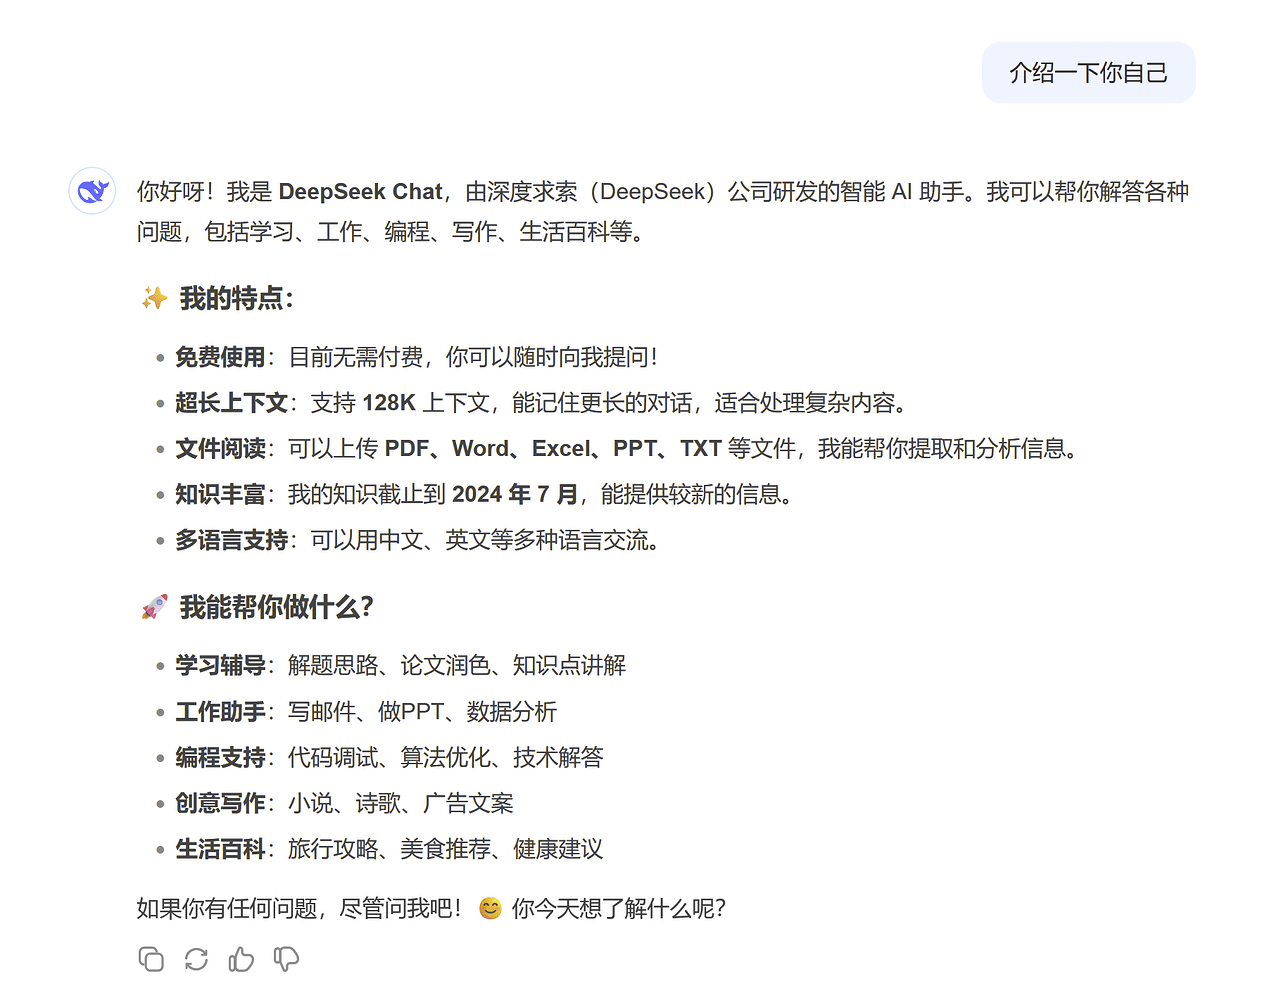 介绍一下你自己
你好呀！我是 DeepSeek Chat，由深度求索（DeepSeek）公司研发的智能 AI 助手。我可以帮你解答各种
问题，包括学习、工作、编程、写作、生活百科等。
✨ 我的特点：
• 免费使用：目前无需付费，你可以随时向我提问！
• 超长上下文：支持 128K 上下文，能记住更长的对话，适合处理复杂内容。
• 文件阅读：可以上传 PDF、Word、Excel、PPT、TXT 等文件，我能帮你提取和分析信息。
• 知识丰富：我的知识截止到 2024 年 7 月，能提供较新的信息。
• 多语言支持：可以用中文、英文等多种语言交流。
🚀 我能帮你做什么？
• 学习辅导：解题思路、论文润色、知识点讲解
• 工作助手：写邮件、做PPT、数据分析
• 编程支持：代码调试、算法优化、技术解答
• 创意写作：小说、诗歌、广告文案
• 生活百科：旅行攻略、美食推荐、健康建议
如果你有任何问题，尽管问我吧！😊 你今天想了解什么呢？